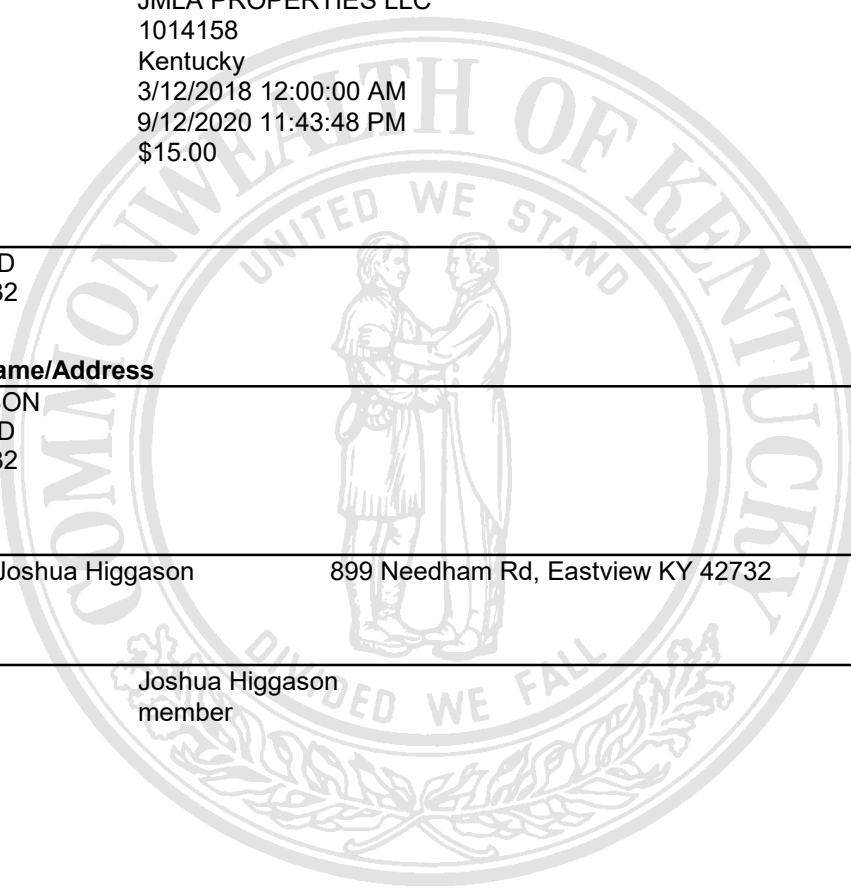 JMLA PROPERTIES LLC
1014158
Kentucky
3/12/2018 12:00:00 AM
9/12/2020 11:43:48 PM
$15.00
D
32
ame/Address
SON
D
32
Joshua Higgason 899 Needham Rd, Eastview KY 42732
Joshua Higgason
member
COMMONWEALTH OF KENTUCKY
UNITED WE STAND
DIVIDED WE FALL